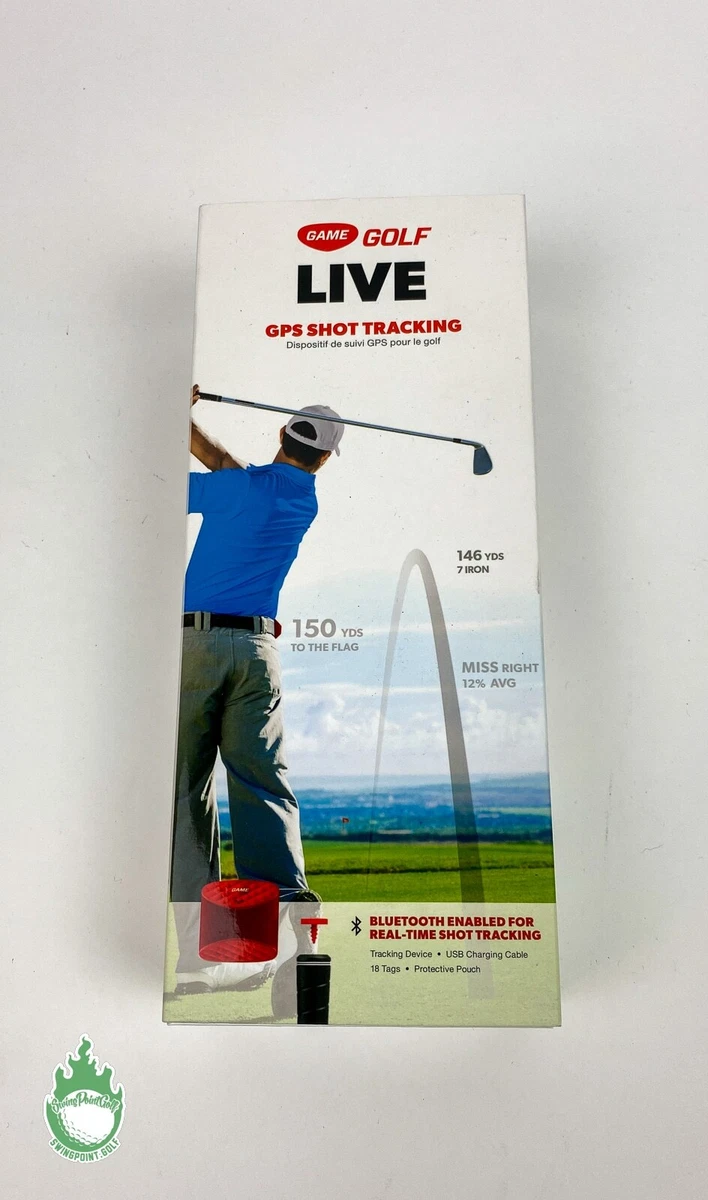 GAME GOLF
LIVE
GPS SHOT TRACKING
Dispositif de suivi GPS pour le golf
146 YDS
7 IRON
150 YDS
TO THE FLAG
MISS RIGHT
12% AVG
GAME
BLUETOOTH ENABLED FOR
REAL-TIME SHOT TRACKING
Tracking Device • USB Charging Cable
18 Tags • Protective Pouch
SwingPointGolf
SWINGPOINT.GOLF